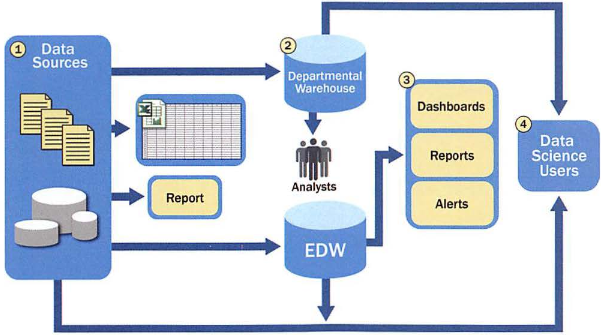 1
Data
Sources
Report
2
Departmental
Warehouse
Analysts
EDW
3
Dashboards
Reports
Alerts
4
Data
Science
Users